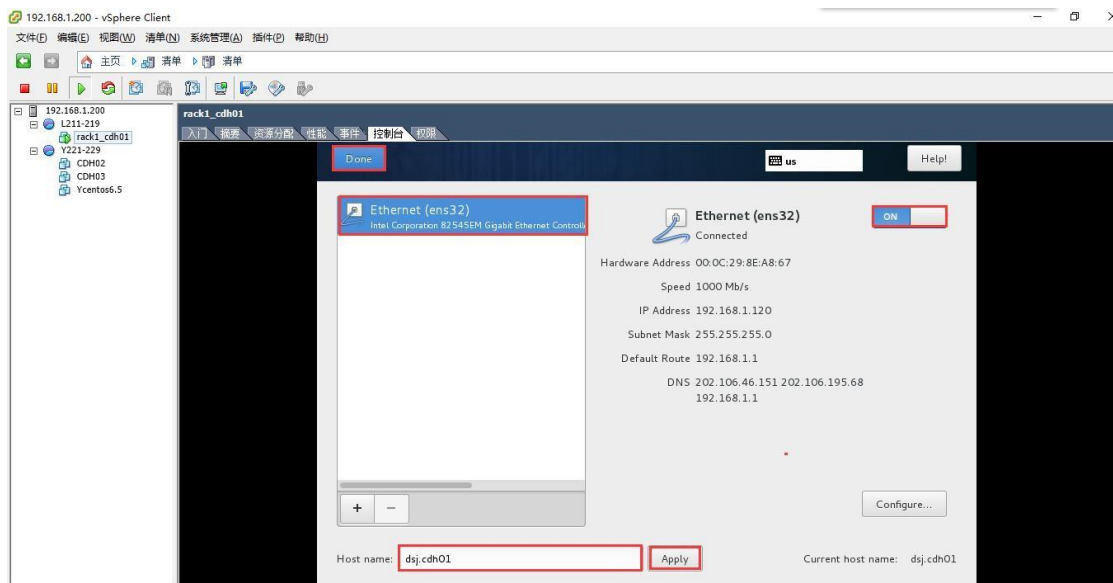 192.168.1.200 - vSphere Client
文件(F) 编辑(E) 视图(W) 清单(N) 系统管理(A) 插件(P) 帮助(H)
主页 清单 清单
192.168.1.200
L211-219
rack1_cdh01
Y221-229
CDH02
CDH03
Ycentos6.5
rack1_cdh01
入门 摘要 资源分配 性能 事件 控制台 权限
Done
us
Help!
Ethernet (ens32)
Intel Corporation 82545EM Gigabit Ethernet Controll
Ethernet (ens32)
Connected
ON
Hardware Address 00:0C:29:8E:A8:67
Speed 1000 Mb/s
IP Address 192.168.1.120
Subnet Mask 255.255.255.0
Default Route 192.168.1.1
DNS 202.106.46.151 202.106.195.68
192.168.1.1
+ -
Configure...
Host name: dsj.cdh01
Apply
Current host name: dsj.cdh01